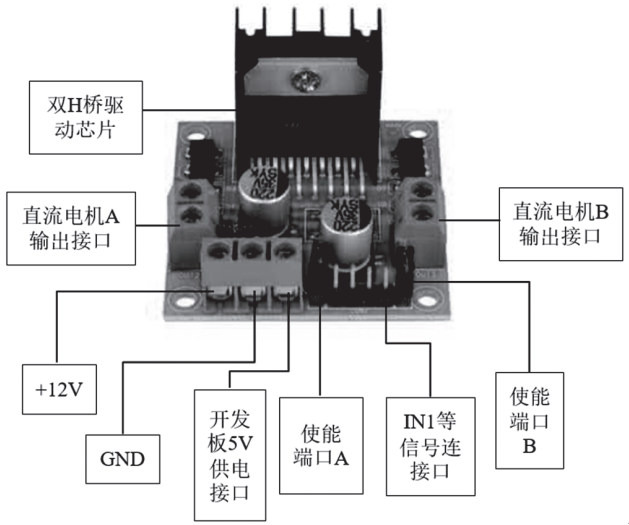 双H桥驱
动芯片
直流电机A
输出接口
直流电机B
输出接口
+12V
GND
开发
板5V
供电
接口
使能
端口A
IN1等
信号连
接口
使能
端口
B